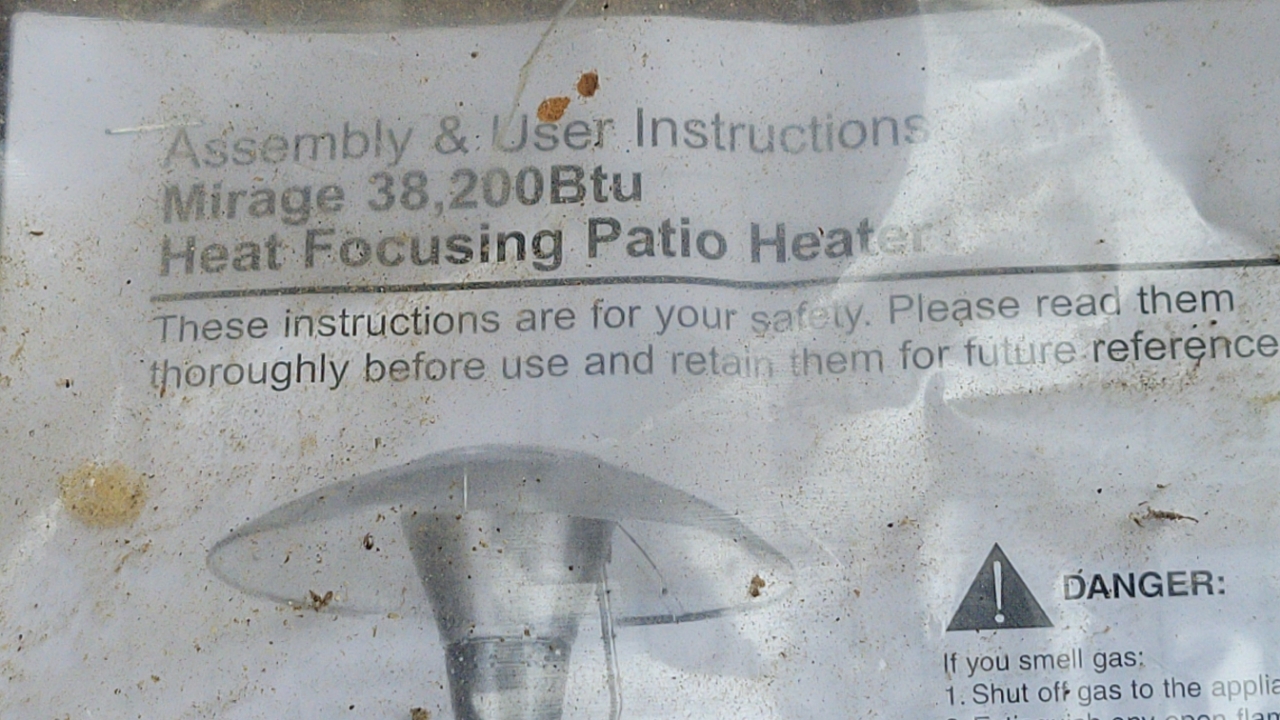 Assembly & User Instructions
Mirage 38,200Btu
Heat Focusing Patio Heater
These instructions are for your safety. Please read them
thoroughly before use and retain them for future reference
DANGER:
If you smell gas:
1. Shut off gas to the
any open